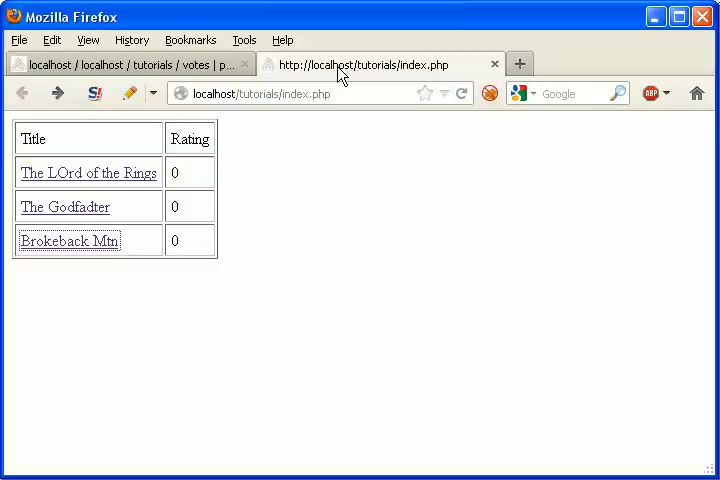 Mozilla Firefox
File Edit View History Bookmarks Tools Help
localhost / localhost / tutorials / votes | p... http://localhost/tutorials/index.php
S! localhost/tutorials/index.php Google ABP
Title Rating
The LOrd of the Rings 0
The Godfadter 0
Brokeback Mtn 0